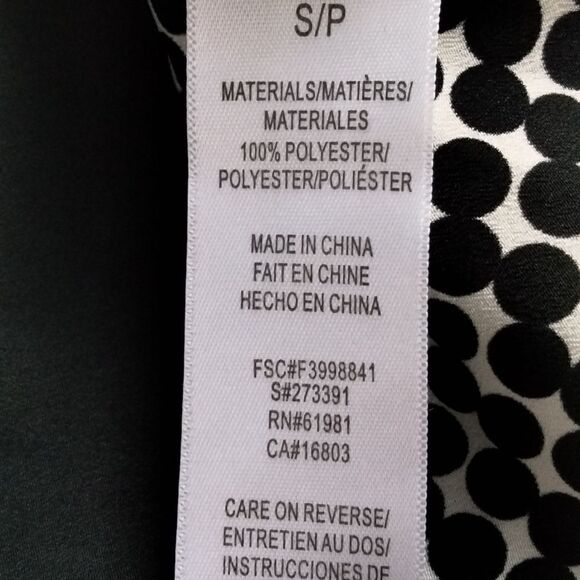 S/P
MATERIALS/MATIÈRES/
MATERIALES
100% POLYESTER/
POLYESTER/POLIÉSTER
MADE IN CHINA
FAIT EN CHINE
HECHO EN CHINA
FSC#F3998841
S#273391
RN#61981
CA#16803
CARE ON REVERSE/
ENTRETIEN AU DOS/
INSTRUCCIONES DE